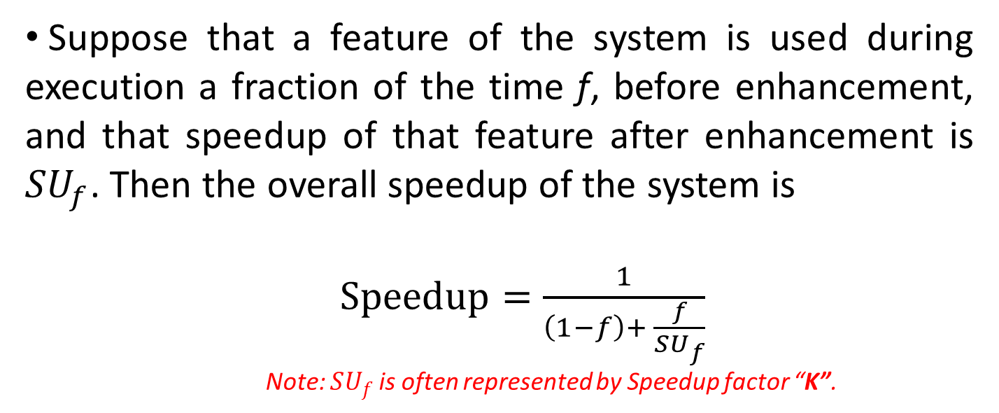 • Suppose that a feature of the system is used during
execution a fraction of the time f, before enhancement,
and that speedup of that feature after enhancement is
SU_f. Then the overall speedup of the system is
Speedup = \frac{1}{(1-f)+\frac{f}{SU_f}}
Note: SU_f is often represented by Speedup factor “K”.